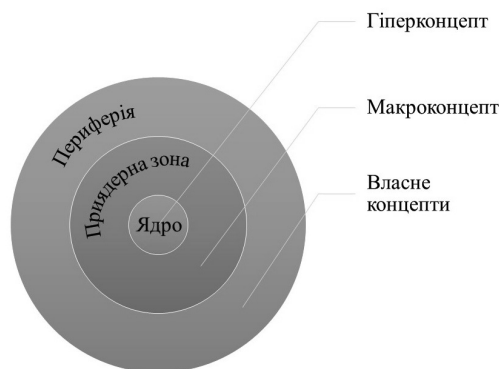 Гіперконцепт
Периферія
Макроконцепт
Приядерна зона
Власне
концепти
Ядро